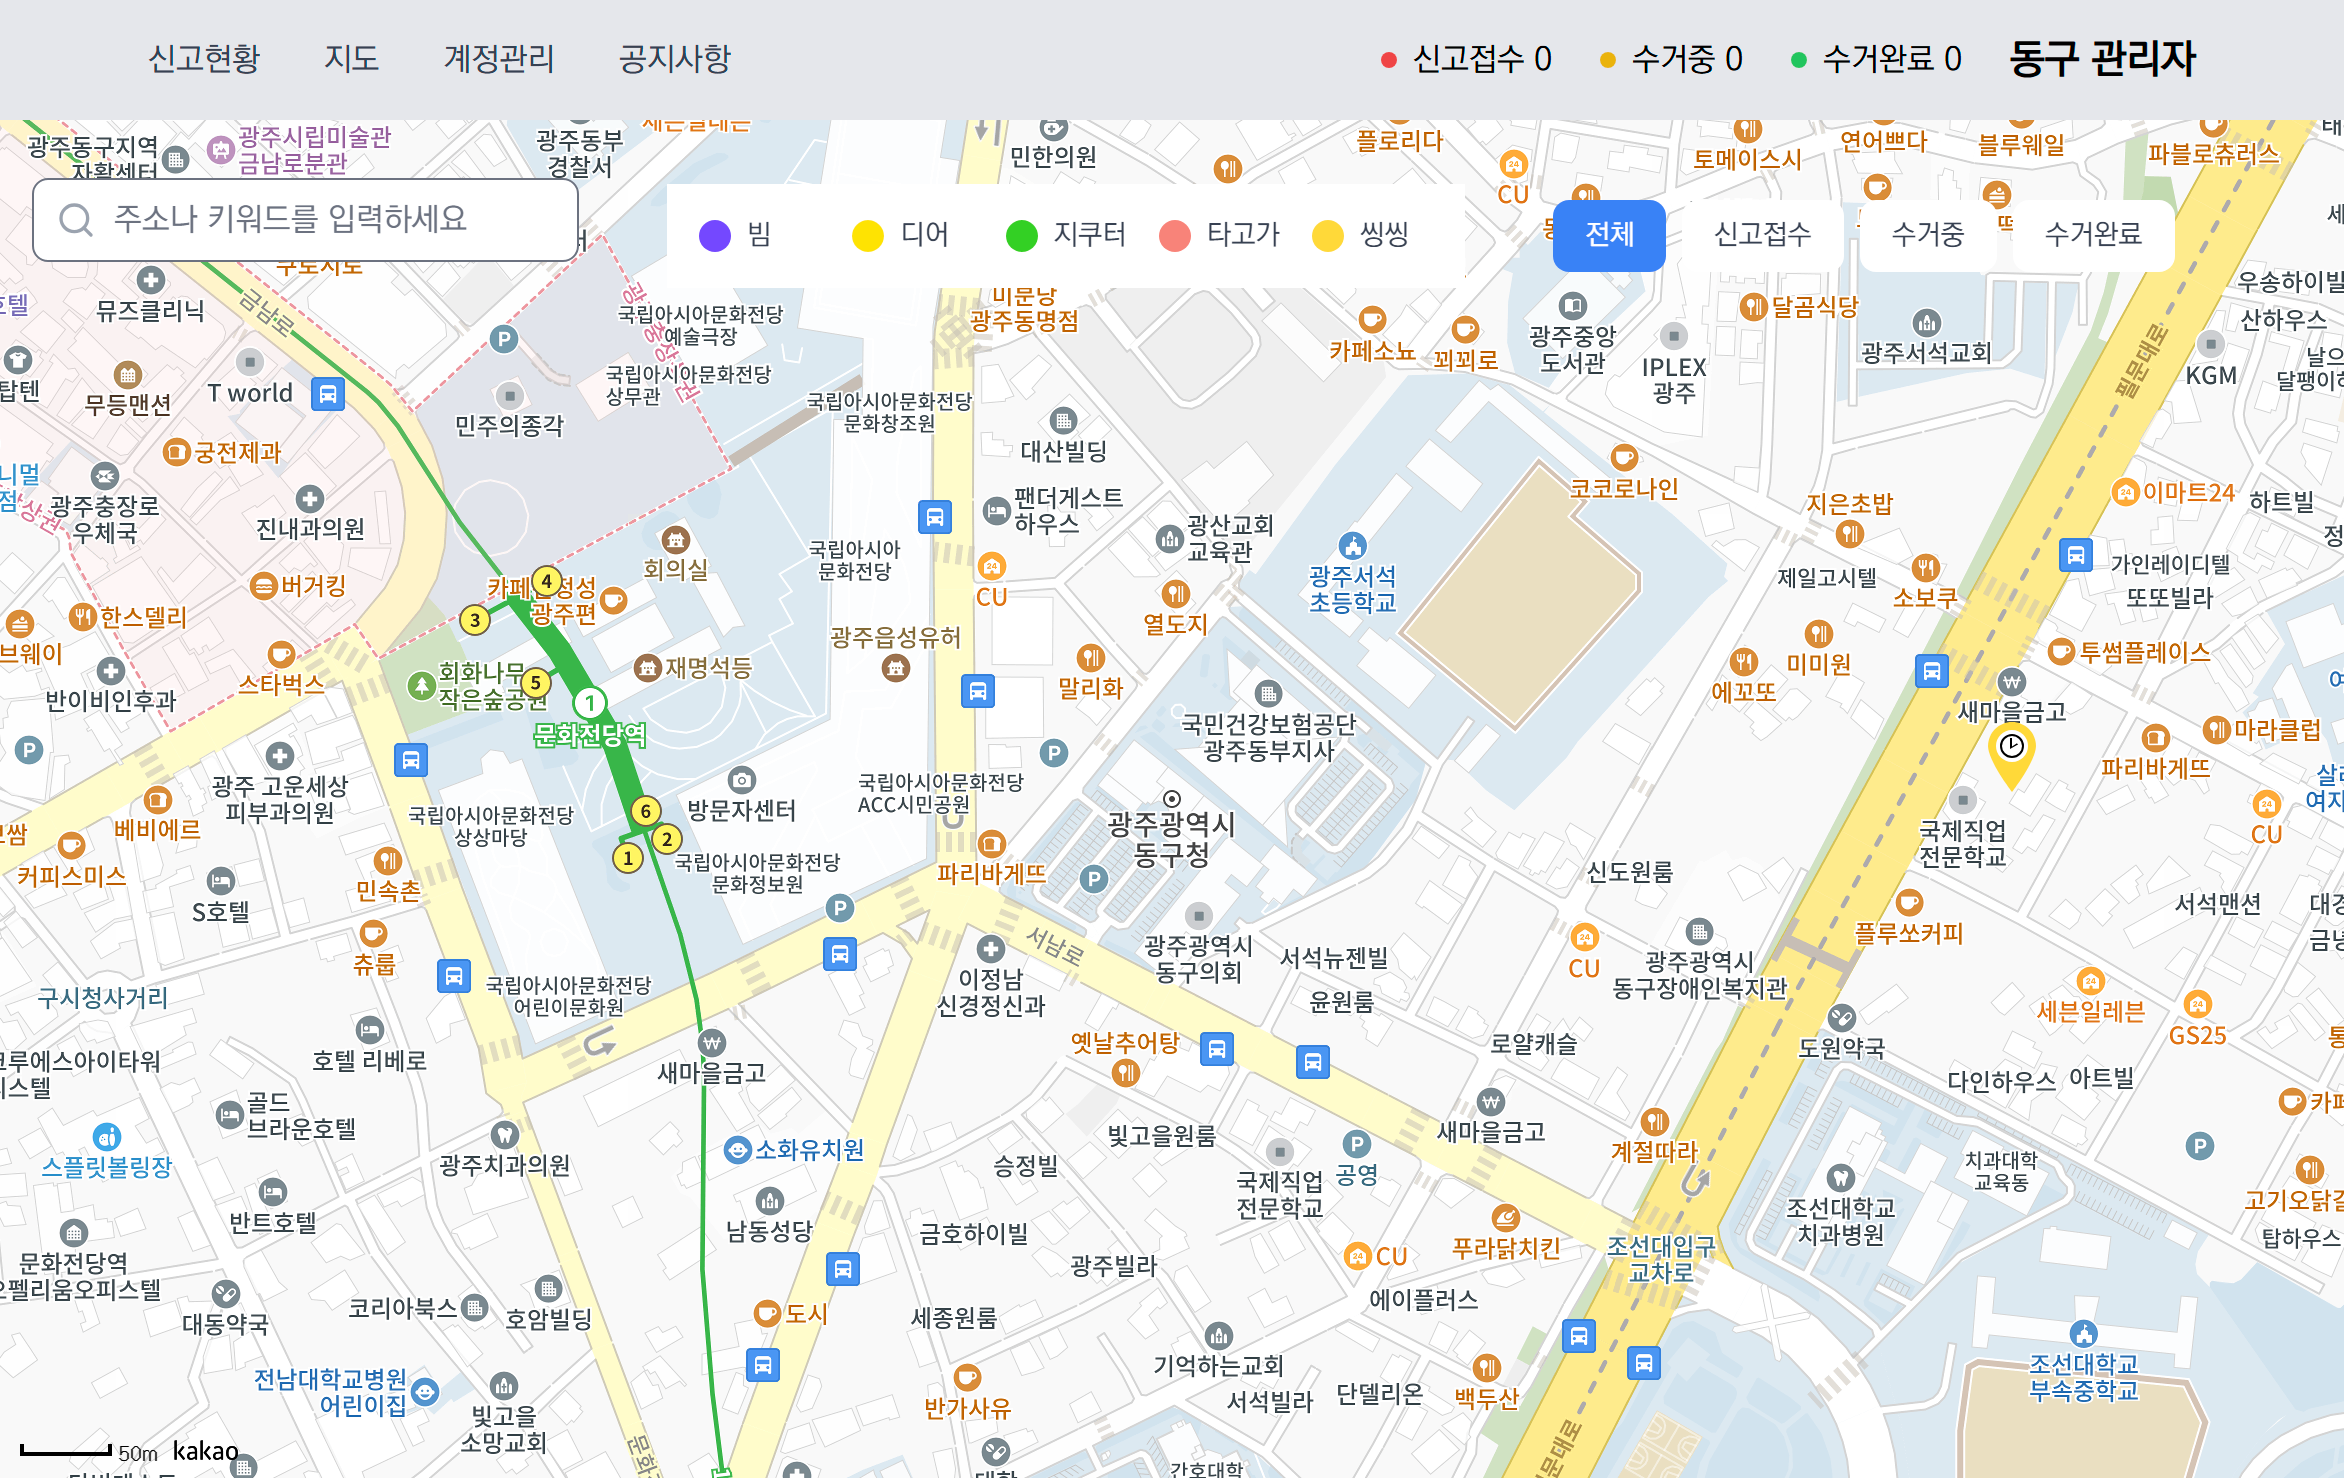 신고현황 지도 계정관리 공지사항
신고접수 0 수거중 0 수거완료 0 동구 관리자
광주동구지역
자활센터
광주시립미술관
금남로분관
광주동부
경찰서
민한의원
플로리다
CU
토메이스시
연어쁘다
블루웨일
파블로츄러스
주소나 키워드를 입력하세요
빔 디어 지쿠터 타고가 씽씽
전체 신고접수 수거중 수거완료
뮤즈클리닉
금남로
국립아시아문화전당
예술극장
광주동명점
카페소뇨
꾀꾀로
광주중앙
도서관
IPLEX
광주
달곰식당
광주서석교회
필문대로
우송하이빌
산하우스
KGM
탑텐
무등맨션
T world
민주의종각
국립아시아문화전당
상무관
국립아시아문화전당
문화창조원
대산빌딩
궁전제과
광주충장로
우체국
진내과의원
팬더게스트
하우스
광산교회
교육관
코코로나인
지은초밥
이마트24
하트빌
회의실
국립아시아
문화전당
CU
광주서석
초등학교
제일고시텔
소보쿠
가인레이디텔
또또빌라
버거킹
한스델리
4
3
광주편
열도지
광주읍성유허
미미원
투썸플레이스
브웨이
스타벅스
반이비인후과
회화나무
작은숲공원
5
1
문화전당역
재명석등
말리화
에꼬또
새마을금고
마라클럽
국민건강보험공단
광주동부지사
파리바게뜨
광주 고운세상
피부과의원
베비에르
커피스미스
국립아시아문화전당
상상마당
방문자센터
6
2
1
국립아시아문화전당
ACC시민공원
국립아시아문화전당
문화정보원
파리바게뜨
광주광역시
동구청
국제직업
전문학교
CU
신도원룸
민속촌
S호텔
츄룹
서남로
광주광역시
동구의회
서석뉴젠빌
윤원룸
CU
광주광역시
동구장애인복지관
플루쏘커피
서석맨션
구시청사거리
국립아시아문화전당
어린이문화원
이정남
신경정신과
세븐일레븐
GS25
호텔 리베로
새마을금고
옛날추어탕
로얄캐슬
도원약국
다인하우스
아트빌
골드
브라운호텔
스플릿볼링장
광주치과의원
소화유치원
빛고을원룸
새마을금고
계절따라
승정빌
국제직업
전문학교
공영
치과대학
교육동
반트호텔
남동성당
금호하이빌
광주빌라
CU
푸라닭치킨
조선대입구
교차로
조선대학교
치과병원
탑하우스
문화전당역
오펠리움오피스텔
대동약국
코리아북스
호암빌딩
도시
세종원룸
에이플러스
기억하는교회
조선대학교
부속중학교
전남대학교병원
어린이집
빛고을
소망교회
반가사유
서석빌라
단델리온
백두산
50m kakao
간호대학